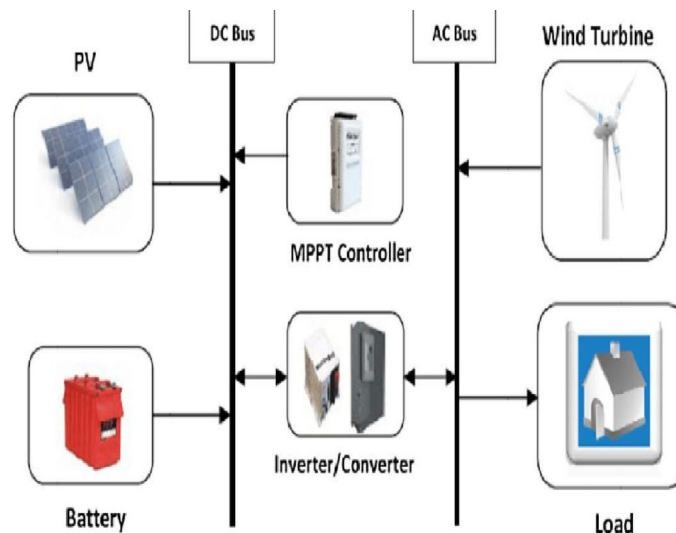 DC Bus
AC Bus
Wind Turbine
PV
MPPT Controller
Inverter/Converter
Battery
Load